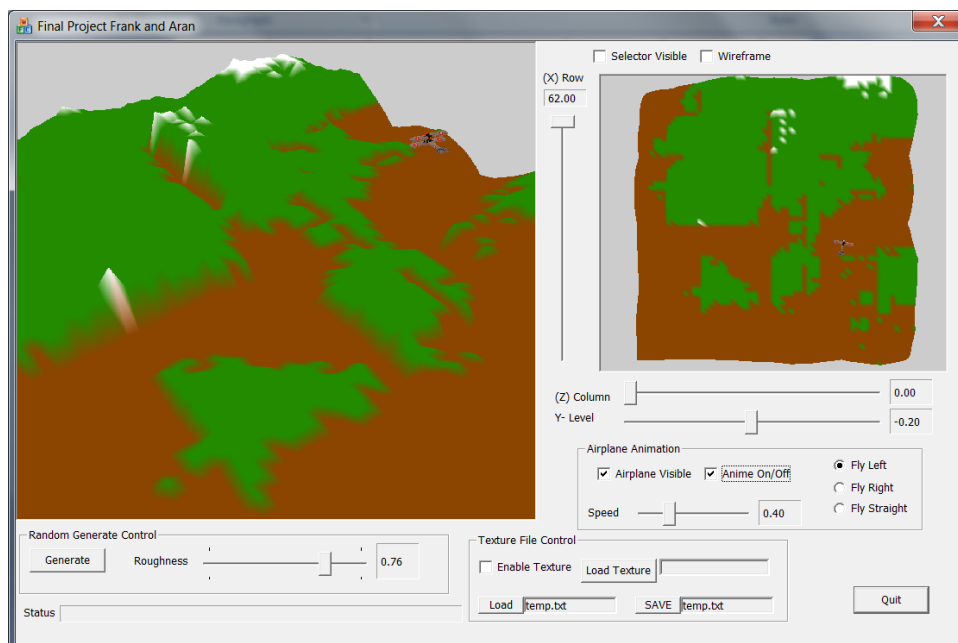 Final Project Frank and Aran
Selector Visible
Wireframe
(X) Row
62.00
(Z) Column
0.00
Y- Level
-0.20
Airplane Animation
Airplane Visible
Anime On/Off
Fly Left
Fly Right
Fly Straight
Speed
0.40
Random Generate Control
Generate
Roughness
0.76
Texture File Control
Enable Texture
Load Texture
Load
temp.txt
SAVE
temp.txt
Quit
Status